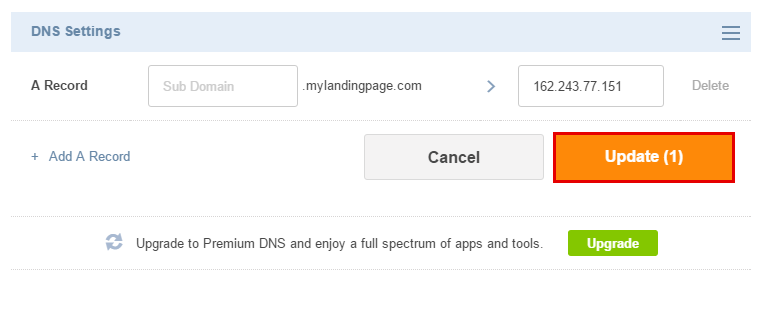 DNS Settings
A Record Sub Domain .mylandingpage.com > 162.243.77.151 Delete
+ Add A Record Cancel Update (1)
Upgrade to Premium DNS and enjoy a full spectrum of apps and tools. Upgrade